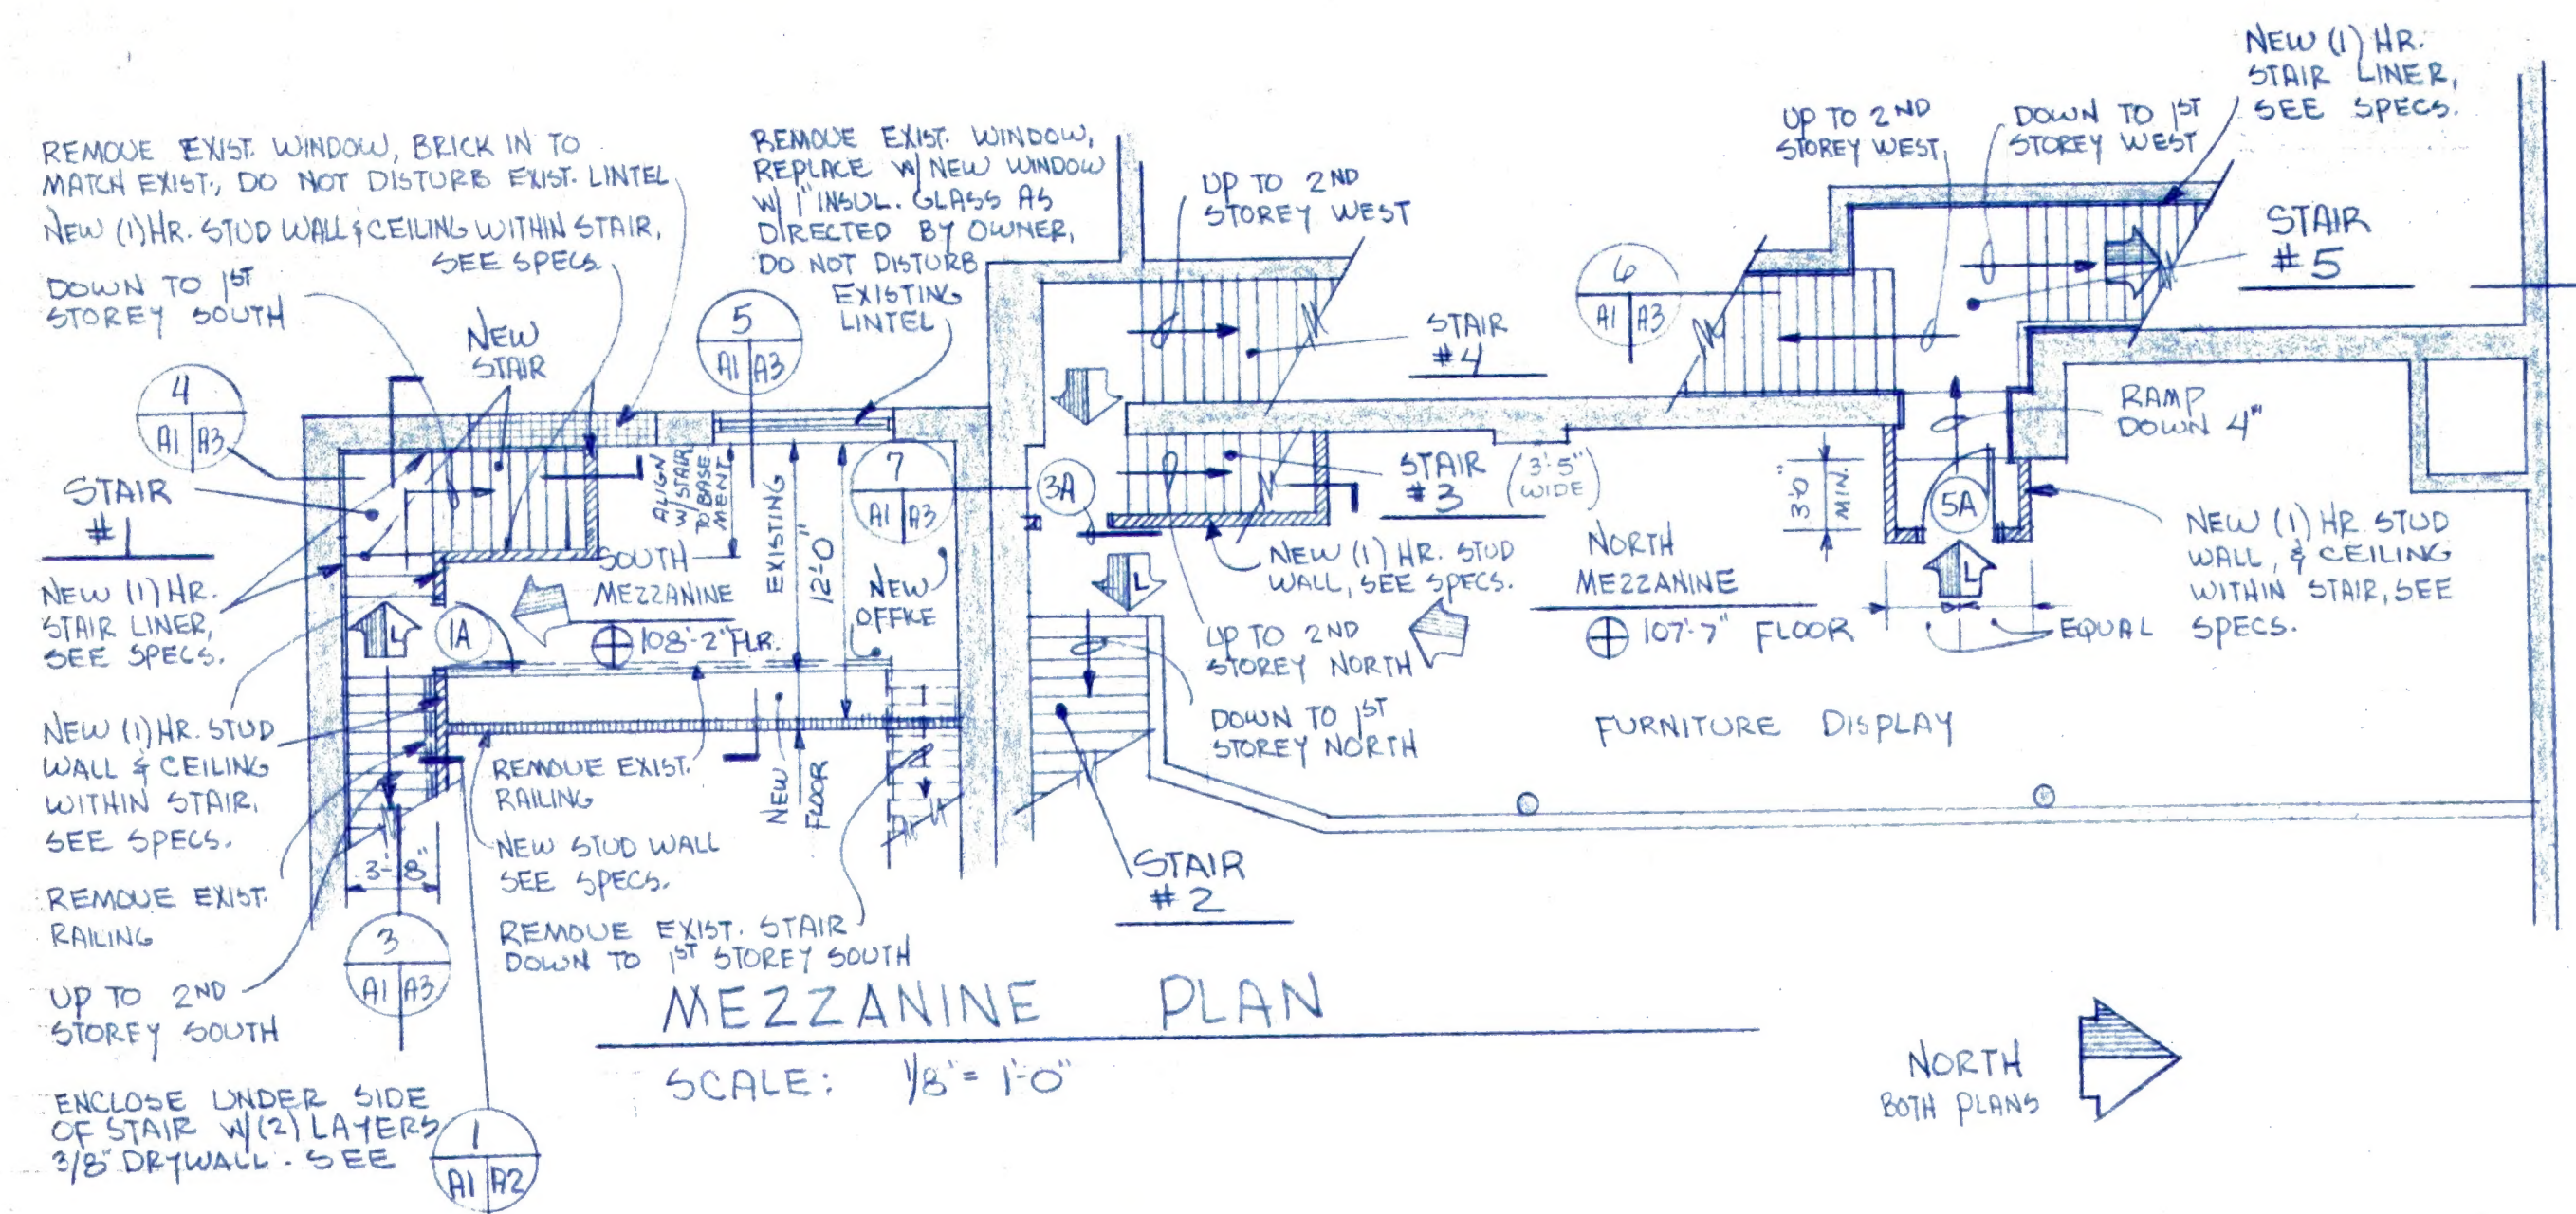 REMOVE EXIST. WINDOW, BRICK IN TO
MATCH EXIST., DO NOT DISTURB EXIST. LINTEL
NEW (1) HR. STUD WALL & CEILING WITHIN STAIR,
SEE SPECS.
DOWN TO 1ST
STOREY SOUTH
NEW
STAIR
4
A1 A3
STAIR
#1
NEW (1) HR.
STAIR LINER,
SEE SPECS.
NEW (1) HR. STUD
WALL & CEILING
WITHIN STAIR.
SEE SPECS.
REMOVE EXIST.
RAILING
UP TO 2ND
STOREY SOUTH
ENCLOSE UNDER SIDE
OF STAIR W/(2) LAYERS
3/8" DRYWALL. SEE
1
A1 A2
3
A1 A3
3'-8"
L
1A
REMOVE EXIST. WINDOW,
REPLACE W/ NEW WINDOW
W/ 1" INSUL. GLASS AS
DIRECTED BY OWNER,
DO NOT DISTURB
EXISTING
LINTEL
5
A1 A3
ALIGN
W/ STAIR
TO BASE-
MENT
EXISTING
12'-0"
7
A1 A3
SOUTH
MEZZANINE
108'-2" FLR.
NEW
OFFICE
REMOVE EXIST.
RAILING
NEW
FLOOR
NEW STUD WALL
SEE SPECS.
REMOVE EXIST. STAIR
DOWN TO 1ST STOREY SOUTH
UP TO 2ND
STOREY WEST
STAIR
#4
3A
STAIR
#3
(3'-5"
WIDE)
L
NEW (1) HR. STUD
WALL, SEE SPECS.
UP TO 2ND
STOREY NORTH
DOWN TO 1ST
STOREY NORTH
STAIR
#2
NORTH
MEZZANINE
107'-7" FLOOR
FURNITURE DISPLAY
6
A1 A3
UP TO 2ND
STOREY WEST
DOWN TO 1ST
STOREY WEST
NEW (1) HR.
STAIR LINER,
SEE SPECS.
STAIR
#5
RAMP
DOWN 4"
3'-0"
MIN.
5A
L
EQUAL
NEW (1) HR. STUD
WALL, & CEILING
WITHIN STAIR, SEE
SPECS.
MEZZANINE PLAN
SCALE: 1/8" = 1'-0"
NORTH
BOTH PLANS